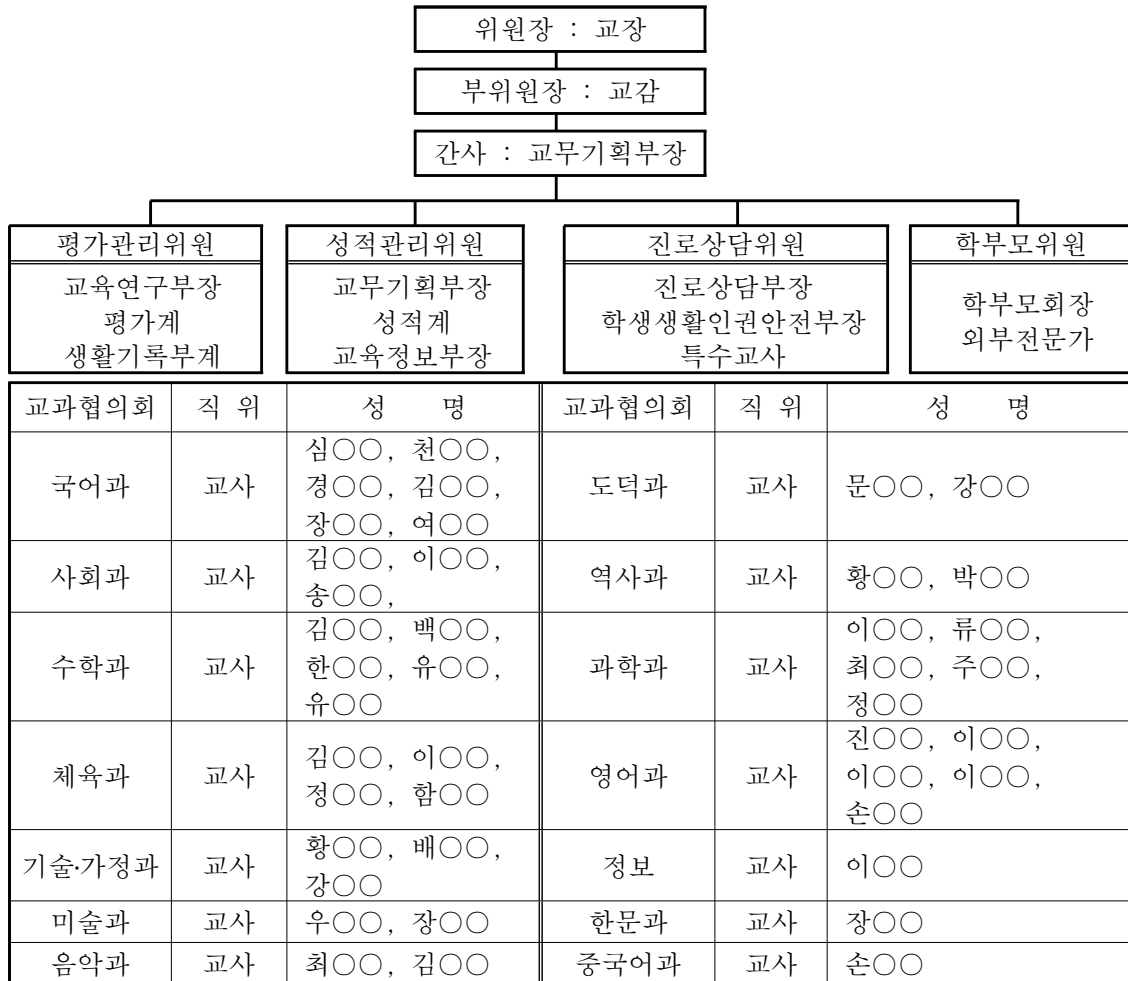 위원장 : 교장
부위원장 : 교감
간사 : 교무기획부장
평가관리위원
교육연구부장
평가계
생활기록부계
성적관리위원
교무기획부장
성적계
교육정보부장
진로상담위원
진로상담부장
학생생활인권안전부장
특수교사
학부모위원
학부모회장
외부전문가
교과협의회 직 위 성 명 교과협의회 직 위 성 명
국어과 교사
심○○, 천○○,
경○○, 김○○,
장○○, 여○○
도덕과 교사 문○○, 강○○
사회과 교사
김○○, 이○○,
송○○,
역사과 교사 황○○, 박○○
수학과 교사
김○○, 백○○,
한○○, 유○○,
유○○
과학과 교사
이○○, 류○○,
최○○, 주○○,
정○○
체육과 교사
김○○, 이○○,
정○○, 함○○
영어과 교사
진○○, 이○○,
이○○, 이○○,
손○○
기술·가정과 교사
황○○, 배○○,
강○○
정보 교사 이○○
미술과 교사 우○○, 장○○ 한문과 교사 장○○
음악과 교사 최○○, 김○○ 중국어과 교사 손○○